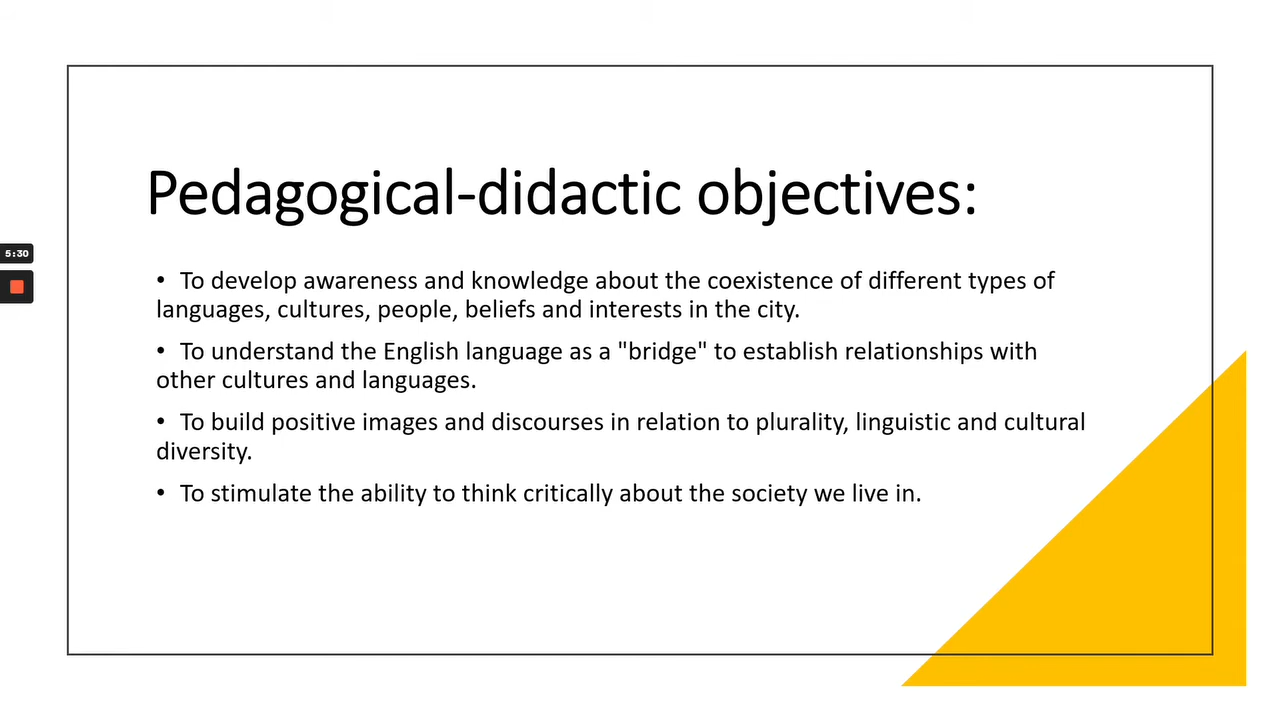 Pedagogical-didactic objectives:
5:30
• To develop awareness and knowledge about the coexistence of different types of
languages, cultures, people, beliefs and interests in the city.
• To understand the English language as a "bridge" to establish relationships with
other cultures and languages.
• To build positive images and discourses in relation to plurality, linguistic and cultural
diversity.
• To stimulate the ability to think critically about the society we live in.